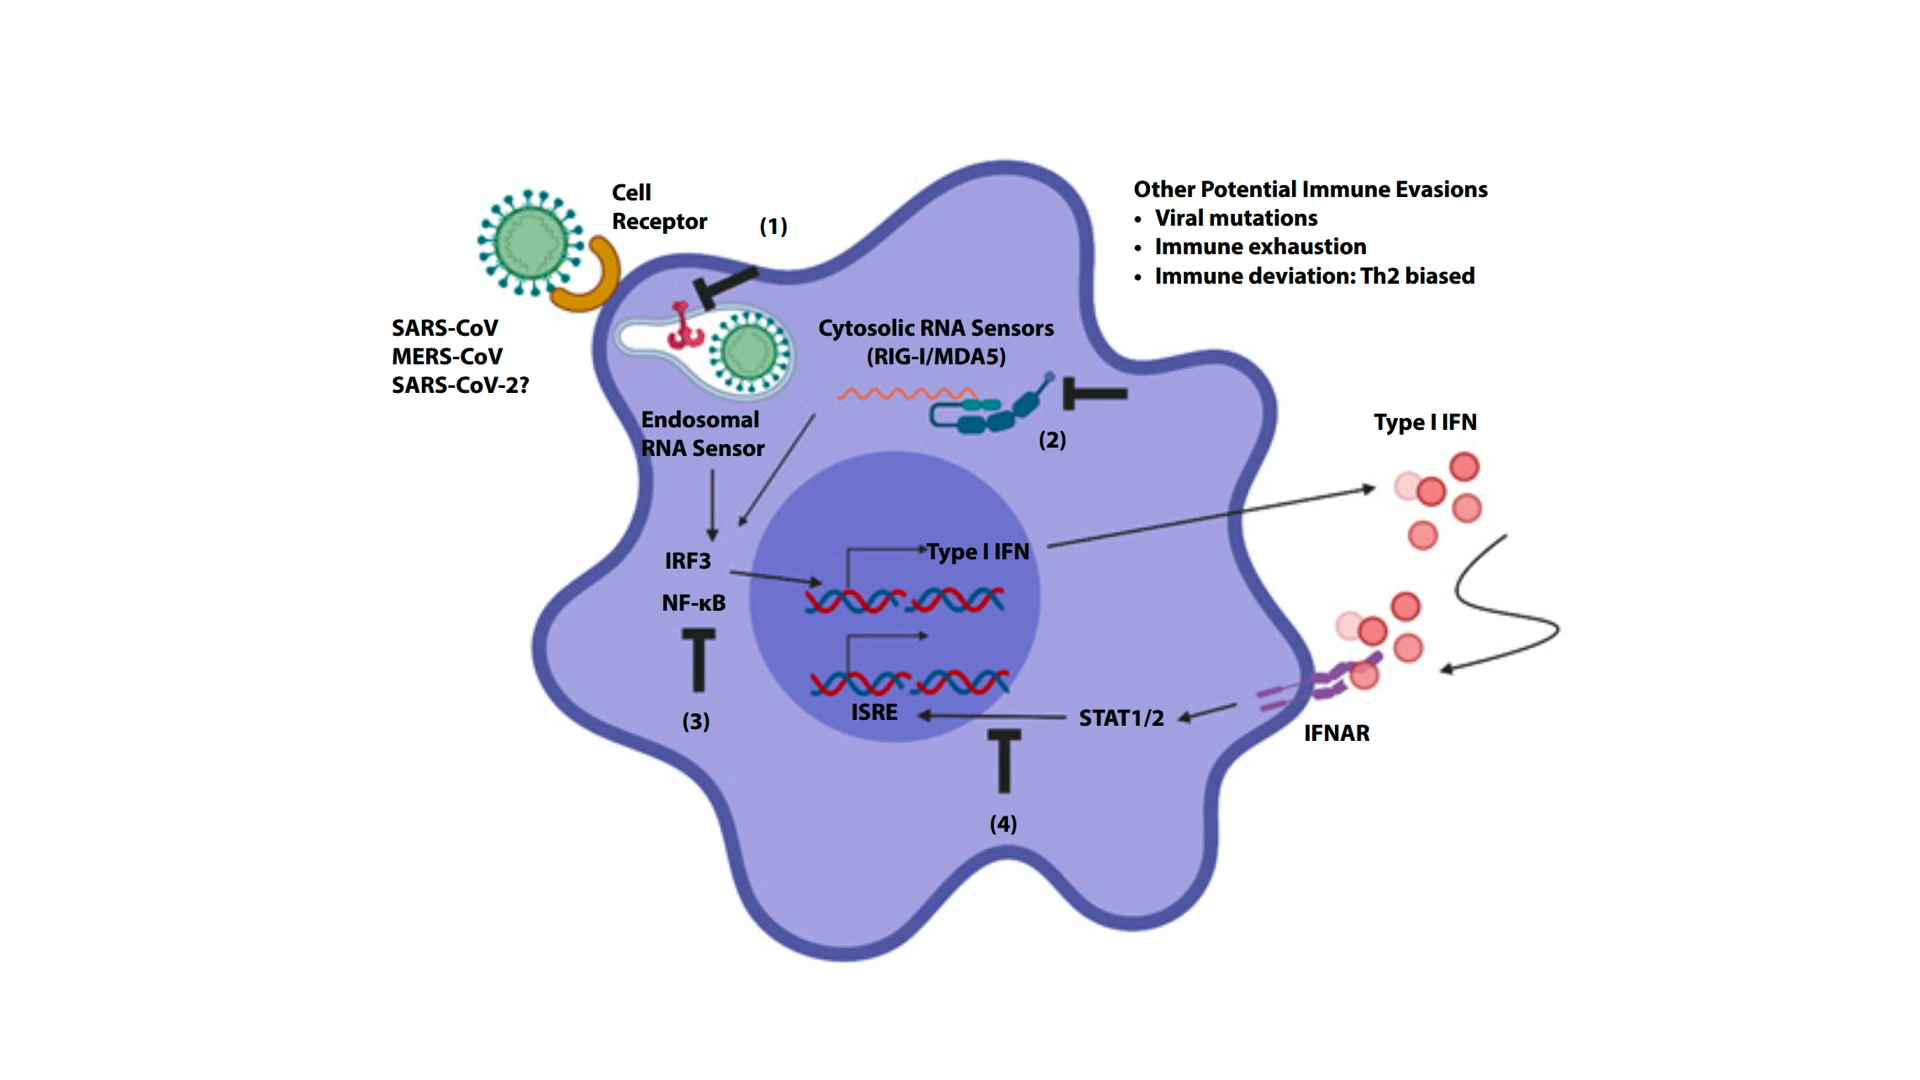 Cell
Receptor
(1)
SARS-CoV
MERS-CoV
SARS-CoV-2?
Other Potential Immune Evasions
• Viral mutations
• Immune exhaustion
• Immune deviation: Th2 biased
Cytosolic RNA Sensors
(RIG-I/MDA5)
(2)
Endosomal
RNA Sensor
IRF3
NF-κB
(3)
Type I IFN
Type I IFN
ISRE
STAT1/2
IFNAR
(4)